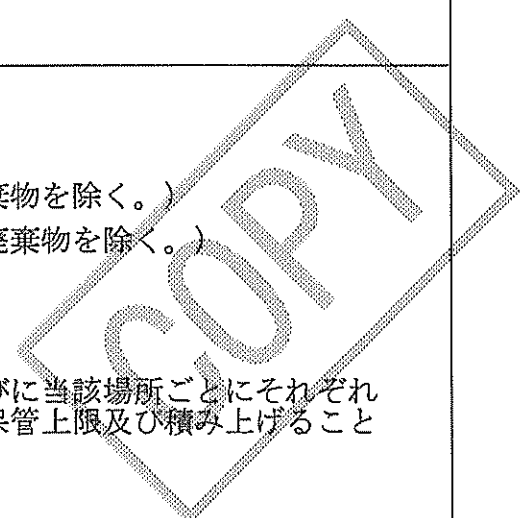 棄物を除く。)
廃棄物を除く。)
COPY
びに当該場所ごとにそれぞれ
保管上限及び積み上げること